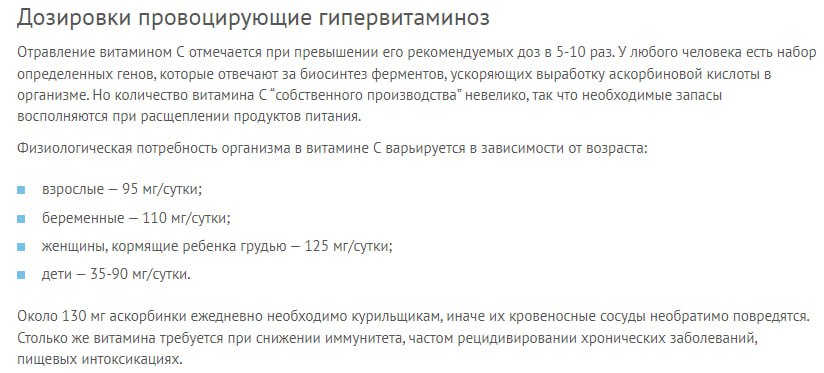 Дозировки провоцирующие гипервитаминоз
Отравление витамином С отмечается при превышении его рекомендуемых доз в 5-10 раз. У любого человека есть набор
определенных генов, которые отвечают за биосинтез ферментов, ускоряющих выработку аскорбиновой кислоты в
организме. Но количество витамина С “собственного производства” невелико, так что необходимые запасы
восполняются при расщеплении продуктов питания.
Физиологическая потребность организма в витамине С варьируется в зависимости от возраста:
взрослые — 95 мг/сутки;
беременные — 110 мг/сутки;
женщины, кормящие ребенка грудью — 125 мг/сутки;
дети — 35-90 мг/сутки.
Около 130 мг аскорбинки ежедневно необходимо курильщикам, иначе их кровеносные сосуды необратимо повредятся.
Столько же витамина требуется при снижении иммунитета, частом рецидивировании хронических заболеваний,
пищевых интоксикациях.